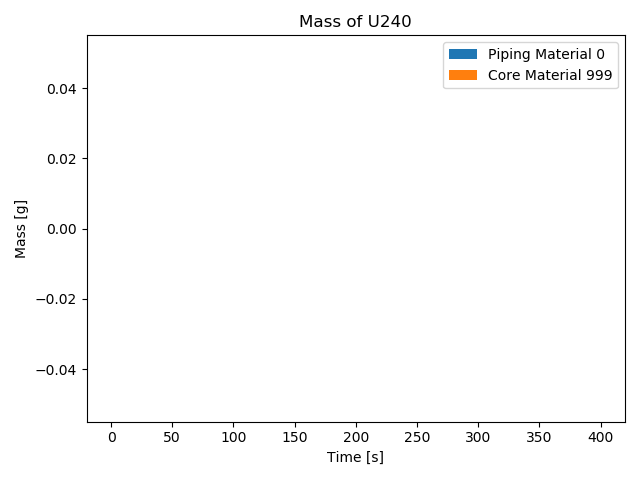 Mass of U240
Piping Material 0
Core Material 999
0.04
0.02
0.00
−0.02
−0.04
Mass [g]
0 50 100 150 200 250 300 350 400
Time [s]